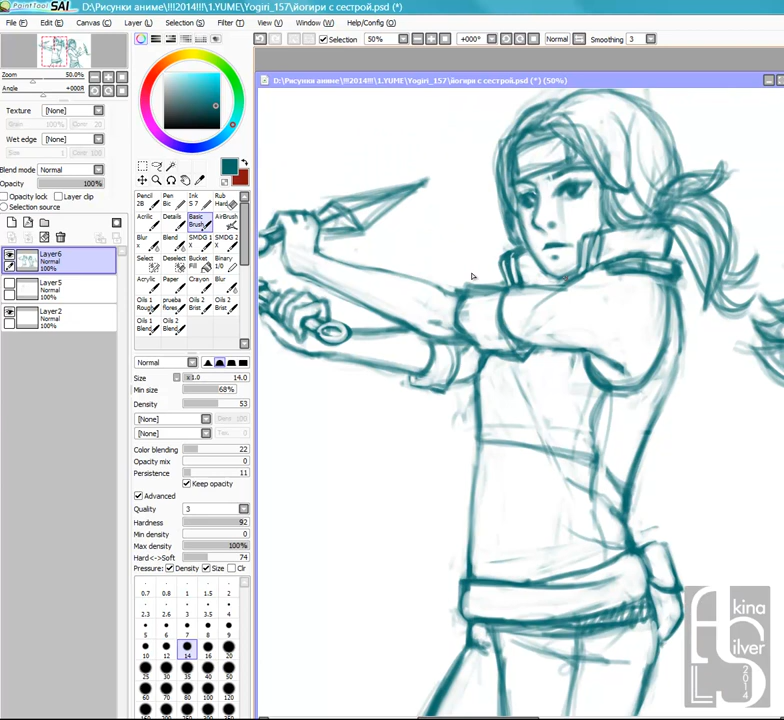 PaintTool SAI D:\Рисунки аниме\!!!2014!!!\1.YUME\Yogiri_157\йогири с сестрой.psd (*)
File (F) Canvas (C) Layer (L) Selection (S) Filter (T) View (V) Window (W) Help/Config (O)
Selection 50% +000° Normal Smoothing 3
D:\Рисунки аниме\!!!2014!!!\1.YUME\Yogiri_157\йогири с сестрой.psd (*) (50%)
Zoom 50.0%
Angle +000R
Texture [None]
Wet edge [None]
Blend mode Normal
Opacity 100%
Opacity lock Layer clip
Selection source
Layer6
Normal
100%
Layer5
Normal
100%
Layer2
Normal
100%
Pencil Pen Ink Rub
2B Bic S 7 Hard
Acrilic Details Basic AirBrush
Brush
Blur Blend SMDG 1 SMDG 2
x X X
Select Deselect Bucket Binary
Fill 1/0
Acrylic Paper Crayon Blur
Oils 1 prueba Oils 2 Oils 1
Rough flores Brist Brist
Oils 1 Oils 2
Blend Blend
Normal
Size x1.0 14.0
Min size 68%
Density 53
[None]
[None]
Color blending 22
Opacity mix 0
Persistence 11
Keep opacity
Advanced
Quality 3
Hardness 92
Min density 0
Max density 100%
Hard<->Soft 74
Pressure: Density Size Clr
0.7 0.8 1 1.5 2
2.3 2.6 3 3.5 4
5 6 7 8 9
10 12 14 16 20
25 30 35 40 50
60 70 80 100 120
Akina
Silver
2014